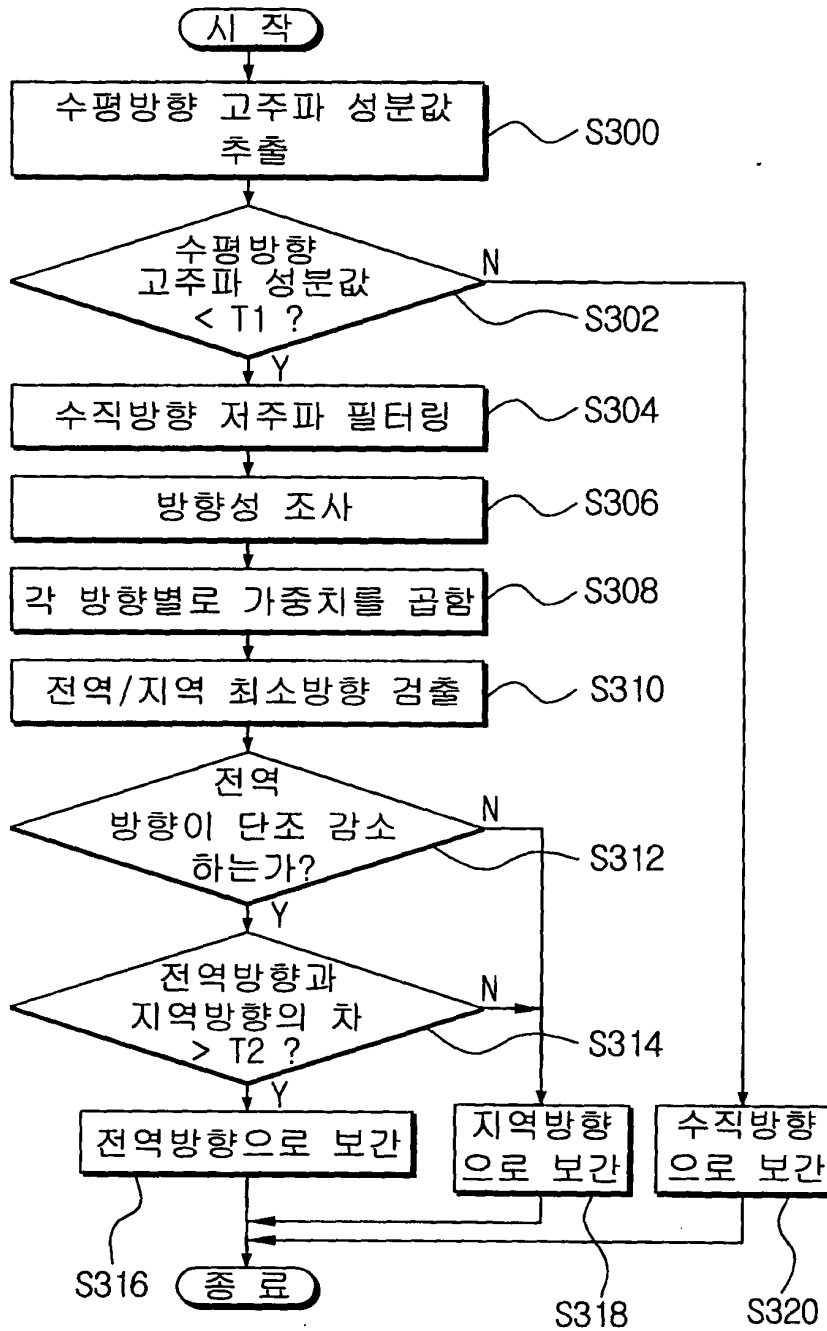 시 작
수평방향 고주파 성분값
추출
S300
수평방향
고주파 성분값
< T1 ?
N
S302
Y
수직방향 저주파 필터링
S304
방향성 조사
S306
각 방향별로 가중치를 곱함
S308
전역/지역 최소방향 검출
S310
전역
방향이 단조 감소
하는가?
N
S312
Y
전역방향과
지역방향의 차
> T2 ?
N
S314
Y
전역방향으로 보간
S316
지역방향
으로 보간
S318
수직방향
으로 보간
S320
종 료